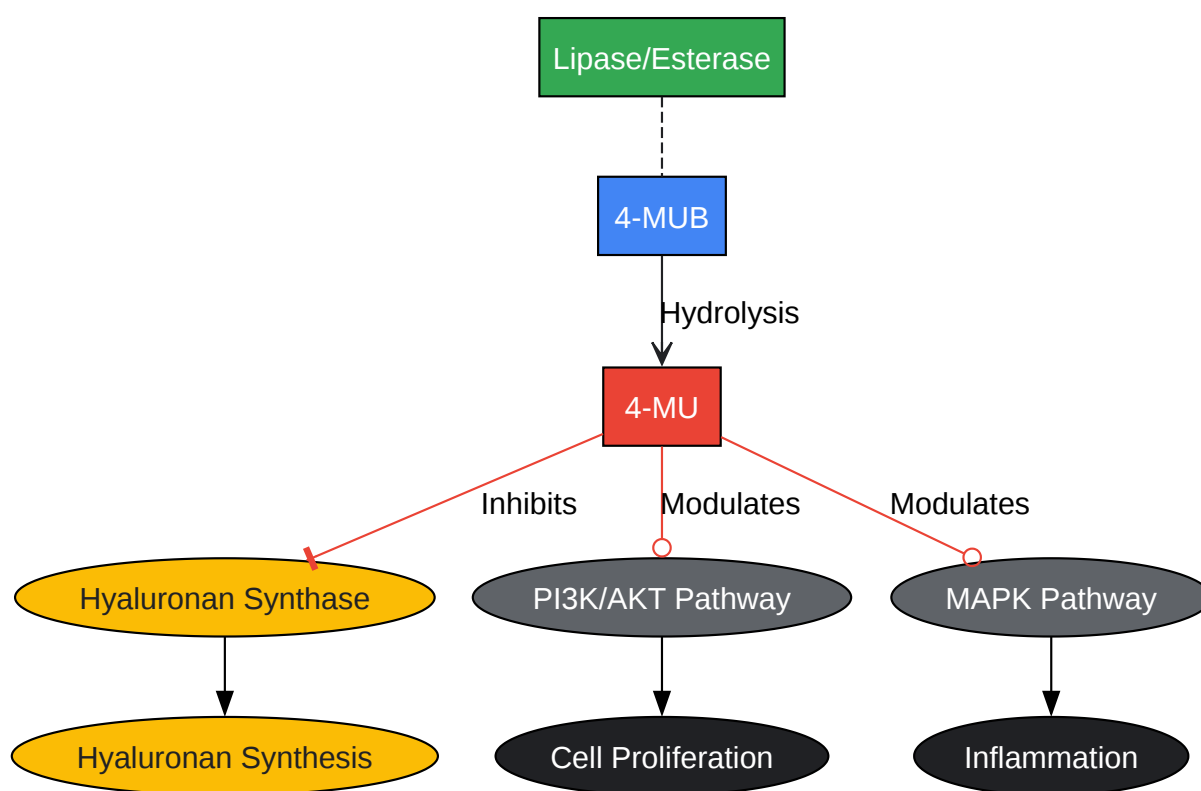 Lipase/Esterase
4-MUB
Hydrolysis
4-MU
Inhibits
Modulates
Modulates
Hyaluronan Synthase
PI3K/AKT Pathway
MAPK Pathway
Hyaluronan Synthesis
Cell Proliferation
Inflammation